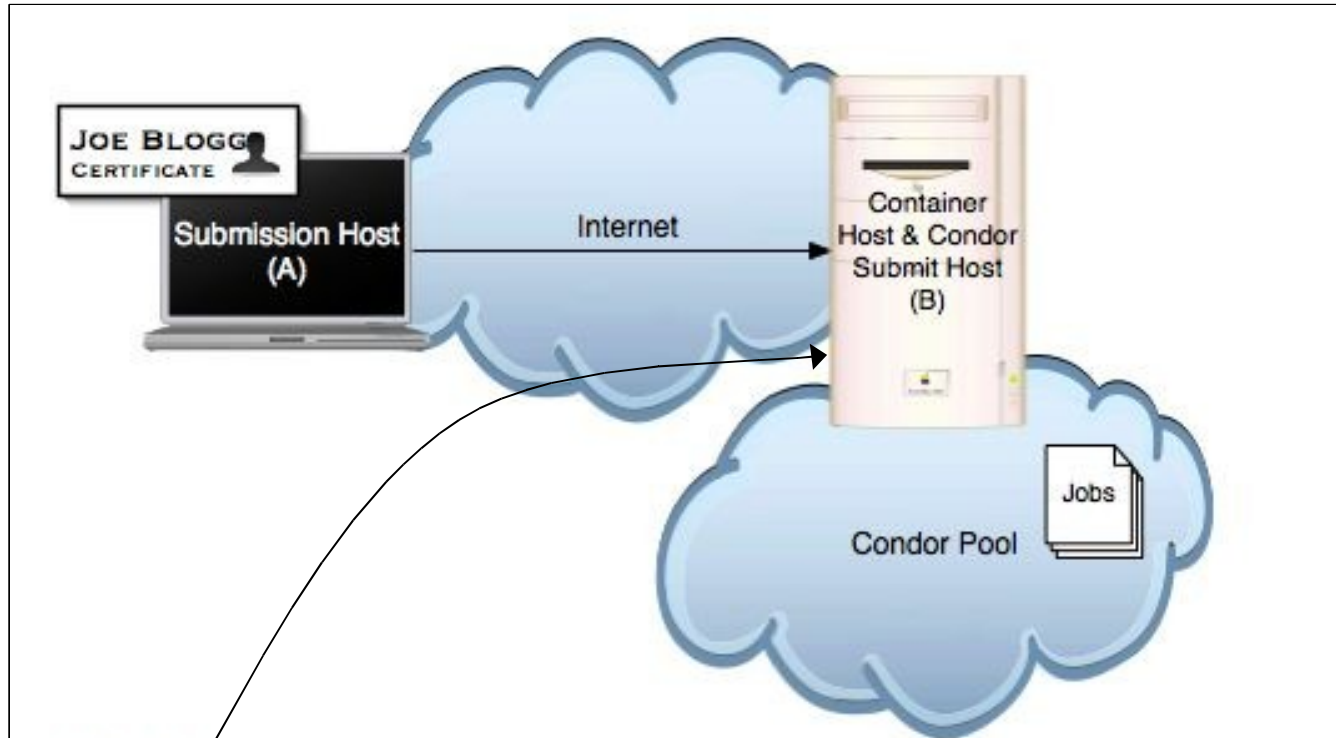 JOE BLOGG
CERTIFICATE
Submission Host
(A)
Internet
Container
Host & Condor
Submit Host
(B)
Jobs
Condor Pool